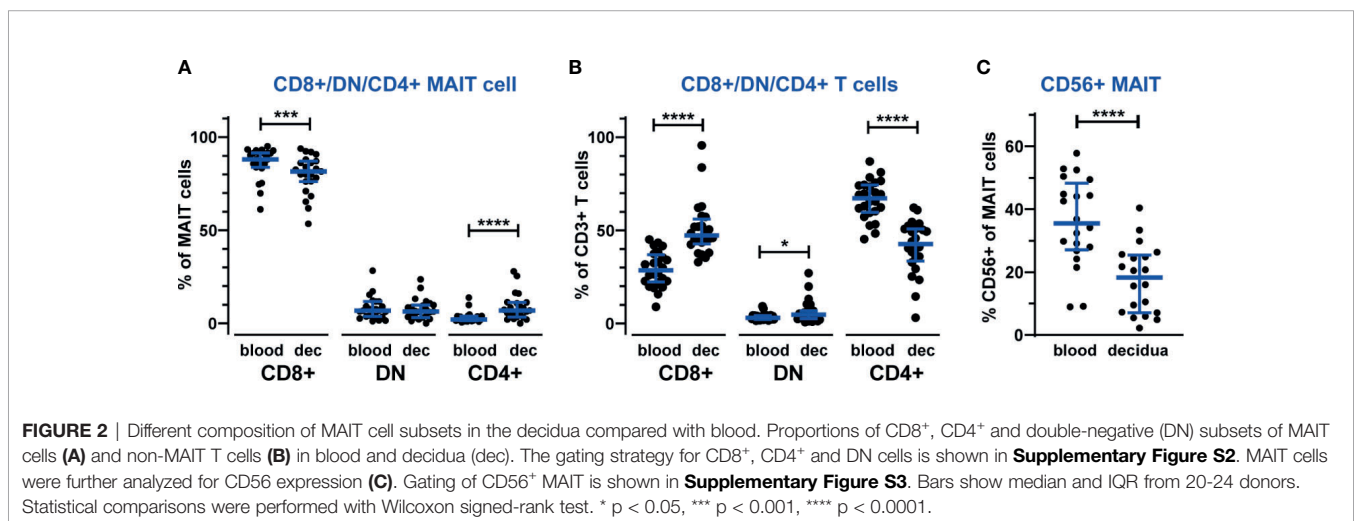 A
CD8+/DN/CD4+ MAIT cell
% of MAIT cells
100
50
0
***
****
blood dec blood dec blood dec
CD8+ DN CD4+
B
CD8+/DN/CD4+ T cells
% of CD3+ T cells
100
50
0
****
*
****
blood dec blood dec blood dec
CD8+ DN CD4+
C
CD56+ MAIT
% CD56+ of MAIT cells
60
40
20
0
****
blood decidua
FIGURE 2 | Different composition of MAIT cell subsets in the decidua compared with blood. Proportions of CD8⁺, CD4⁺ and double-negative (DN) subsets of MAIT
cells (A) and non-MAIT T cells (B) in blood and decidua (dec). The gating strategy for CD8⁺, CD4⁺ and DN cells is shown in Supplementary Figure S2. MAIT cells
were further analyzed for CD56 expression (C). Gating of CD56⁺ MAIT is shown in Supplementary Figure S3. Bars show median and IQR from 20-24 donors.
Statistical comparisons were performed with Wilcoxon signed-rank test. * p < 0.05, *** p < 0.001, **** p < 0.0001.